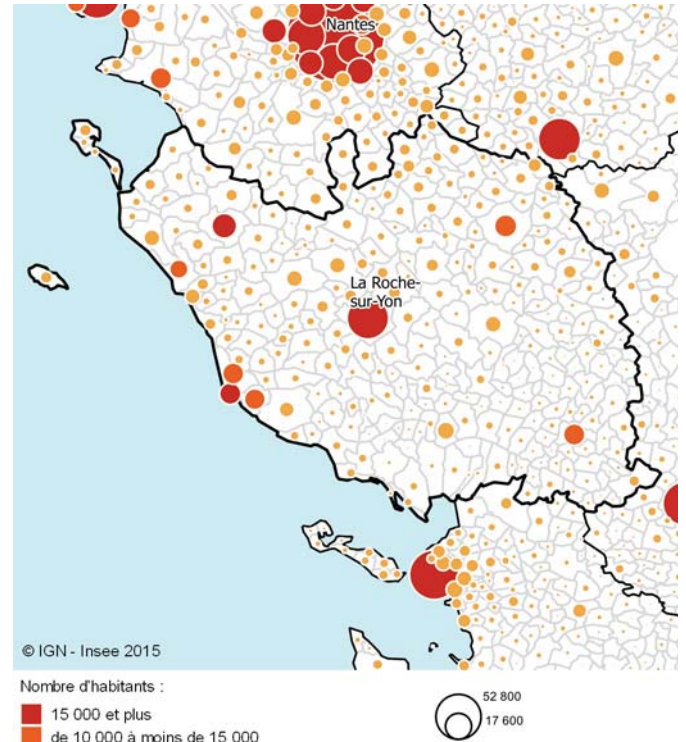 Nantes
La Roche-
sur-Yon
© IGN - Insee 2015
Nombre d'habitants :
15 000 et plus
de 10 000 à moins de 15 000
52 800
17 600